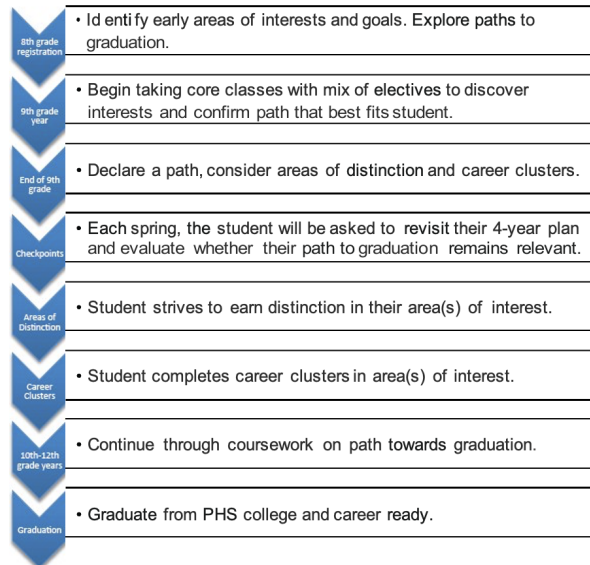 8th grade
registration
• Id enti fy early areas of interests and goals. Explore paths to
graduation.
9th grade
year
• Begin taking core classes with mix of electives to discover
interests and confirm path that best fits student.
End of 9th
grade
• Declare a path, consider areas of distinction and career clusters.
Checkpoints
• Each spring, the student will be asked to revisit their 4-year plan
and evaluate whether their path to graduation remains relevant.
Areas of
Distinction
• Student strives to earn distinction in their area(s) of interest.
Career
Clusters
• Student completes career clusters in area(s) of interest.
10th-12th
grade years
• Continue through coursework on path towards graduation.
Graduation
• Graduate from PHS college and career ready.